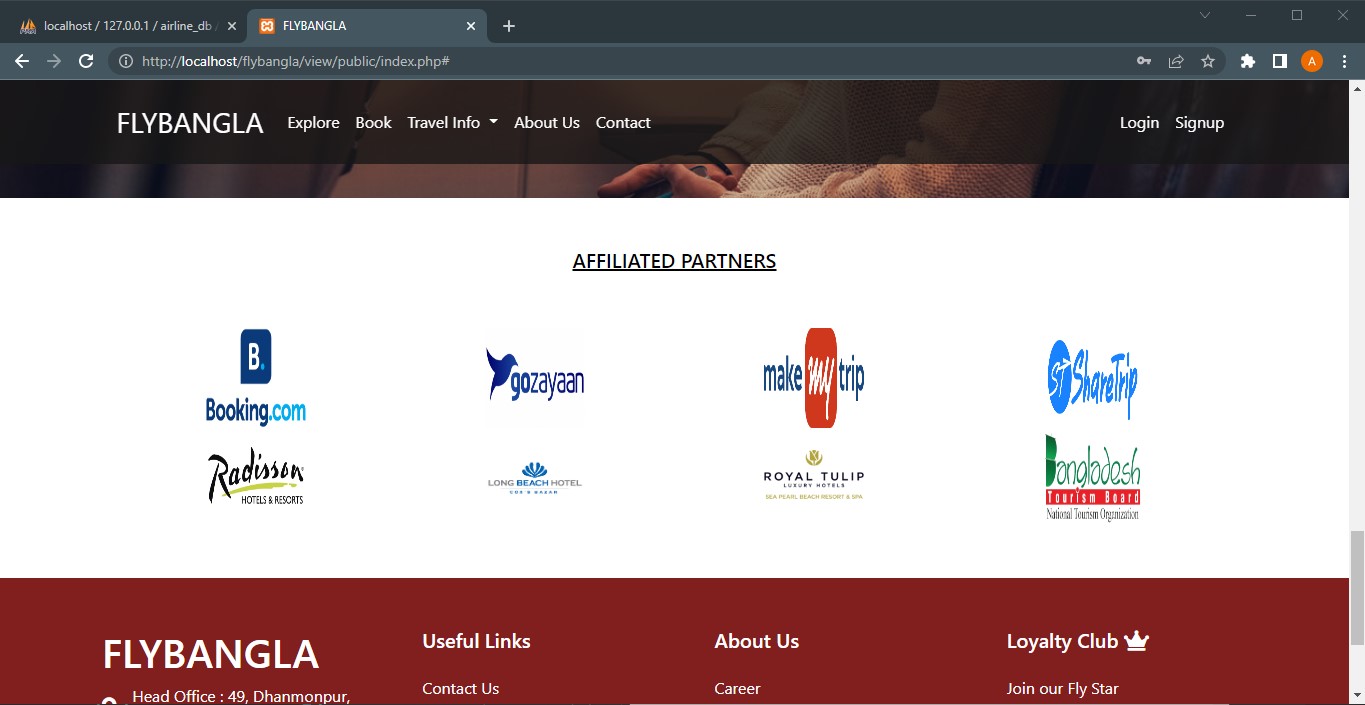 localhost / 127.0.0.1 / airline_db
FLYBANGLA
http://localhost/flybangla/view/public/index.php#
A
FLYBANGLA Explore Book Travel Info About Us Contact Login Signup
AFFILIATED PARTNERS
B.
Booking.com
gozayaan
make my trip
ST ShareTrip
Radisson
HOTELS & RESORTS
LONG BEACH HOTEL
COX'S BAZAR
ROYAL TULIP
LUXURY HOTELS
SEA PEARL BEACH RESORT & SPA
Bangladesh
Tourism Board
National Tourism Organization
FLYBANGLA
Head Office : 49, Dhanmonpur,
Useful Links
Contact Us
About Us
Career
Loyalty Club
Join our Fly Star